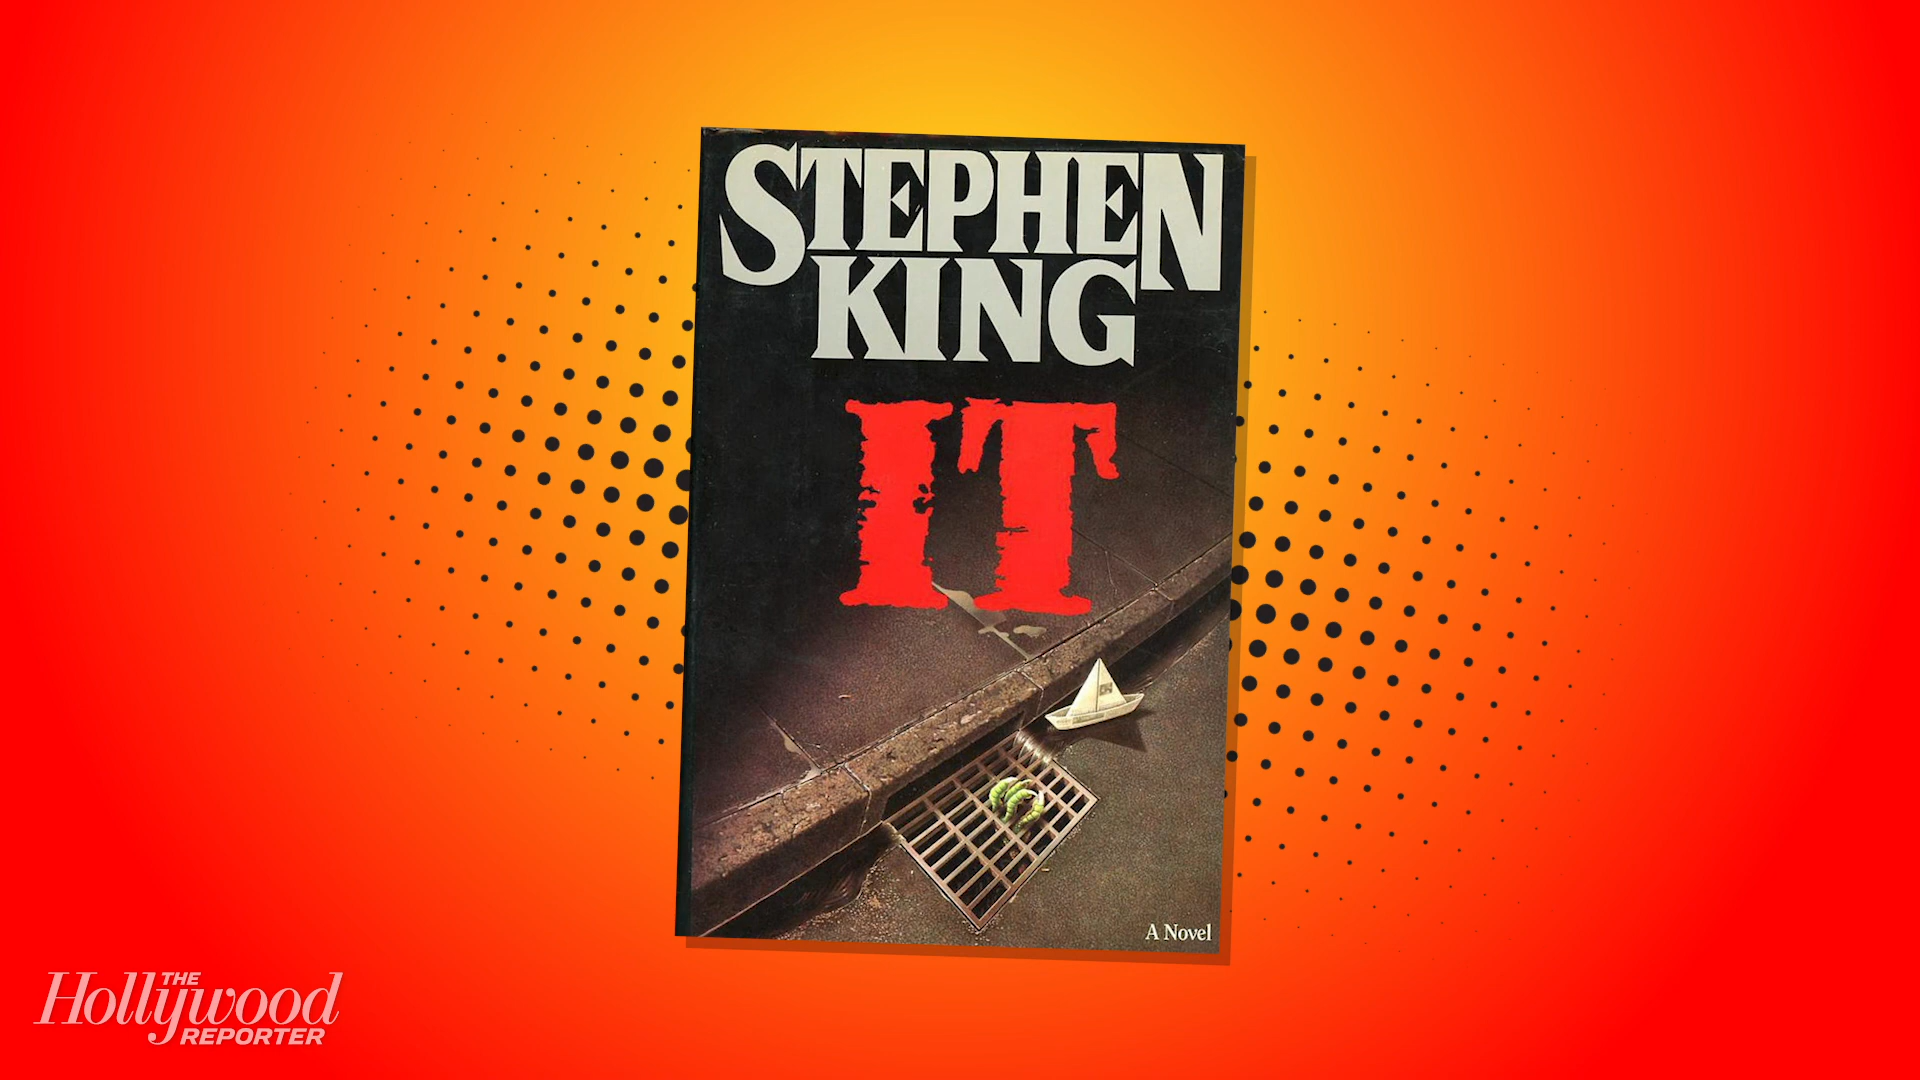 STEPHEN
KING
IT
A Novel
THE
Hollywood
REPORTER